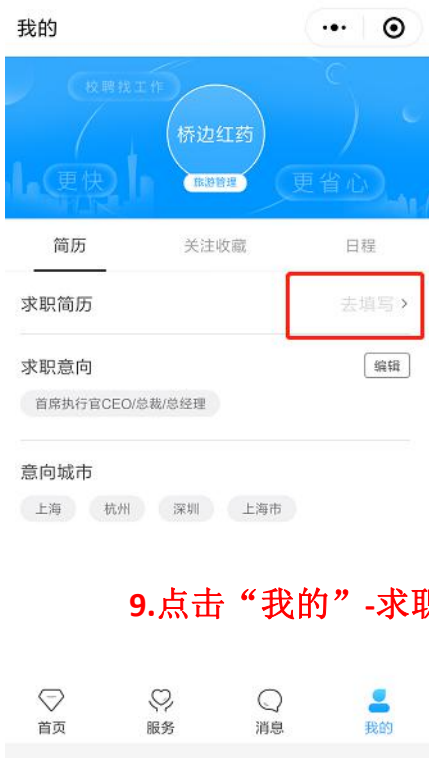 我的
校聘找工作
桥边红药
旅游管理
更快
更省心
简历 关注收藏 日程
求职简历 去填写 >
求职意向 编辑
首席执行官CEO/总裁/总经理
意向城市
上海 杭州 深圳 上海市
9.点击“我的”-求职
首页 服务 消息 我的